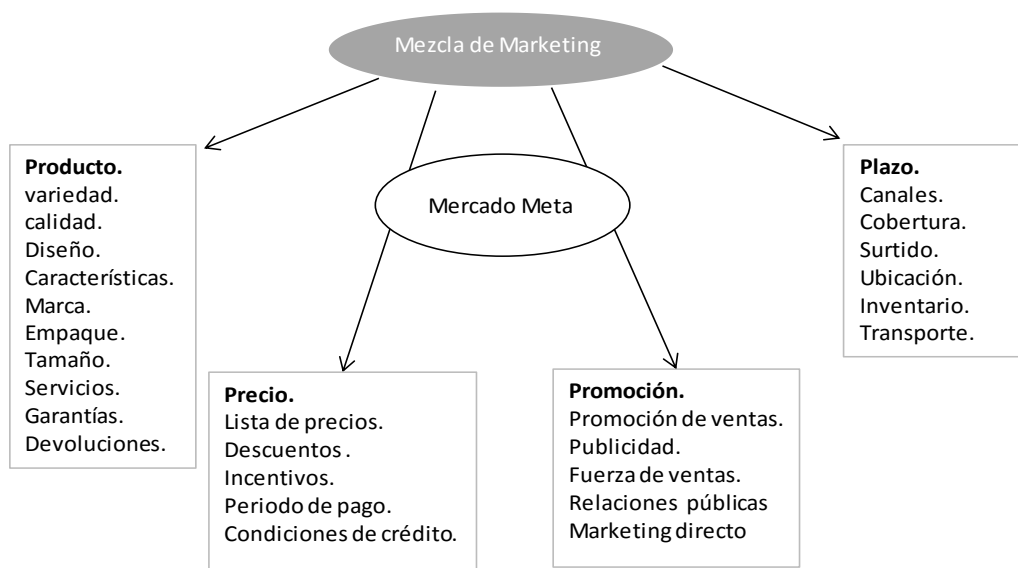 Mezcla de Marketing
Mercado Meta
Producto.
variedad.
calidad.
Diseño.
Características.
Marca.
Empaque.
Tamaño.
Servicios.
Garantías.
Devoluciones.
Precio.
Lista de precios.
Descuentos .
Incentivos.
Periodo de pago.
Condiciones de crédito.
Promoción.
Promoción de ventas.
Publicidad.
Fuerza de ventas.
Relaciones públicas
Marketing directo
Plazo.
Canales.
Cobertura.
Surtido.
Ubicación.
Inventario.
Transporte.